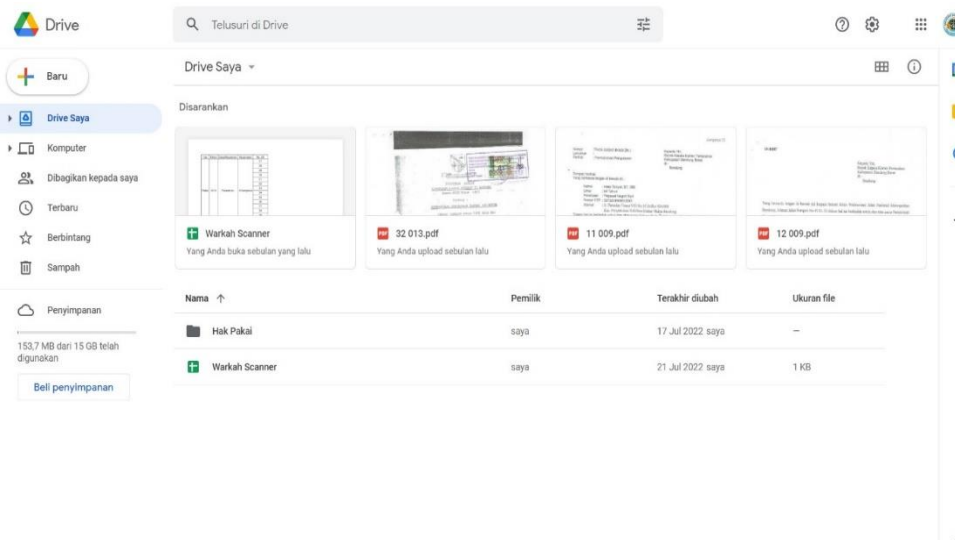 Drive
Telusuri di Drive
Baru
Drive Saya
Komputer
Dibagikan kepada saya
Terbaru
Berbintang
Sampah
Penyimpanan
153,7 MB dari 15 GB telah
digunakan
Beli penyimpanan
Drive Saya
Disarankan
Warkah Scanner
Yang Anda buka sebulan yang lalu
PDF 32 013.pdf
Yang Anda upload sebulan lalu
PDF 11 009.pdf
Yang Anda upload sebulan lalu
PDF 12 009.pdf
Yang Anda upload sebulan lalu
Nama Pemilik Terakhir diubah Ukuran file
Hak Pakai saya 17 Jul 2022 saya –
Warkah Scanner saya 21 Jul 2022 saya 1 KB